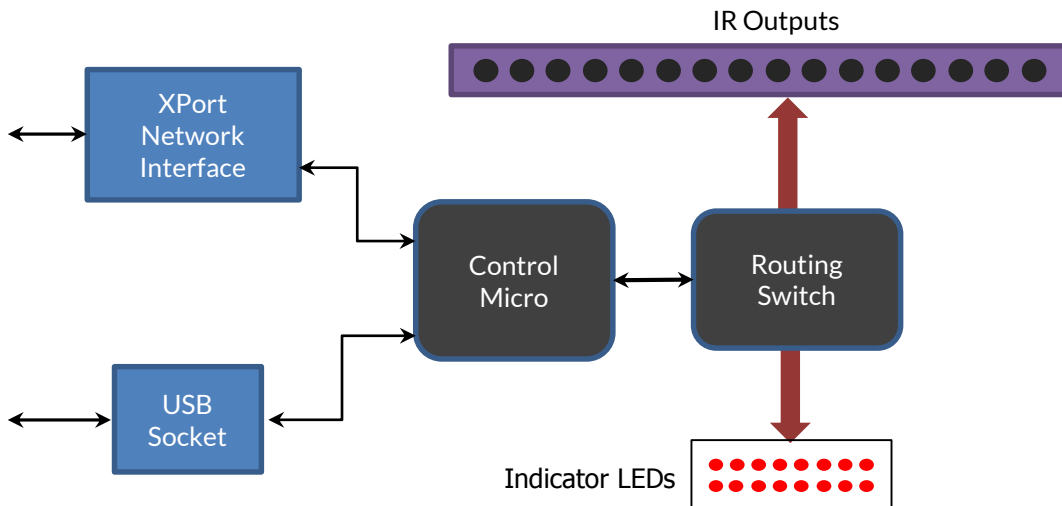 IR Outputs
XPort
Network
Interface
Control
Micro
Routing
Switch
USB
Socket
Indicator LEDs